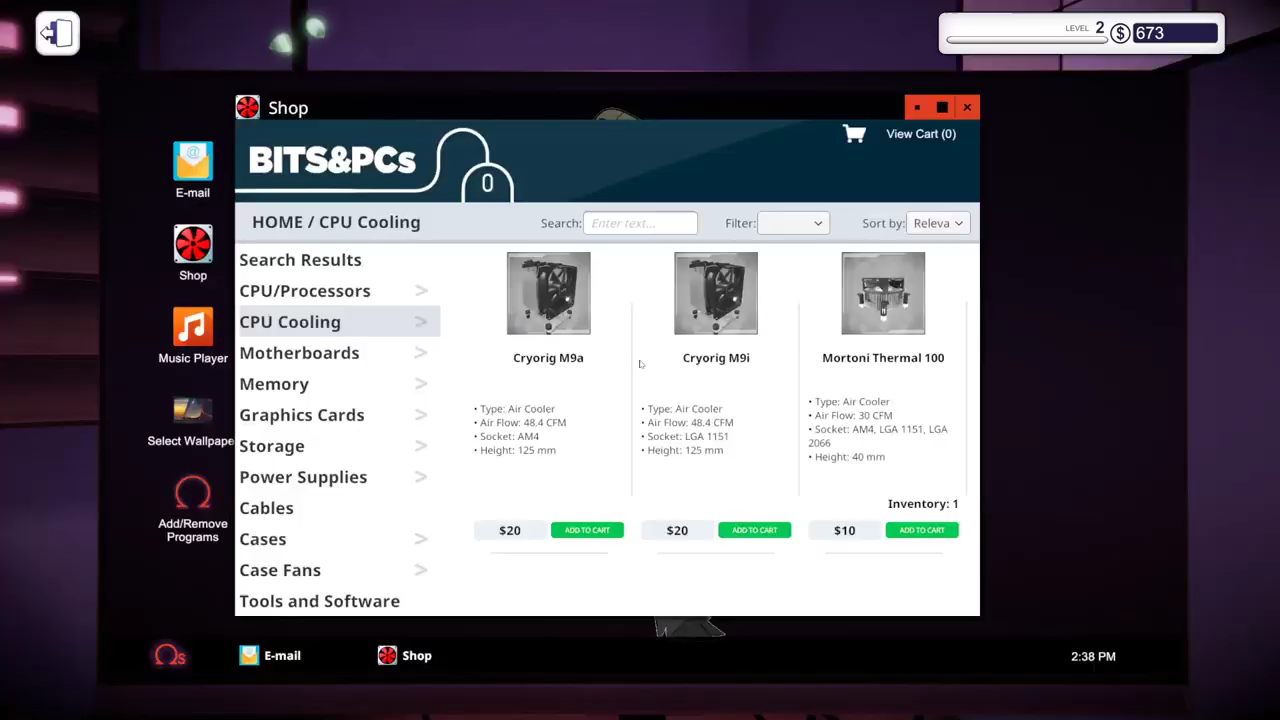 LEVEL 2 $ 673
Shop
BITS&PCs
View Cart (0)
HOME / CPU Cooling
Search: Enter text...
Filter:
Sort by: Releva
E-mail
Shop
Music Player
Select Wallpape
Add/Remove
Programs
Search Results
CPU/Processors >
CPU Cooling >
Motherboards >
Memory >
Graphics Cards >
Storage >
Power Supplies >
Cables
Cases >
Case Fans >
Tools and Software
Cryorig M9a
• Type: Air Cooler
• Air Flow: 48.4 CFM
• Socket: AM4
• Height: 125 mm
$20 ADD TO CART
Cryorig M9i
• Type: Air Cooler
• Air Flow: 48.4 CFM
• Socket: LGA 1151
• Height: 125 mm
$20 ADD TO CART
Mortoni Thermal 100
• Type: Air Cooler
• Air Flow: 30 CFM
• Socket: AM4, LGA 1151, LGA
2066
• Height: 40 mm
Inventory: 1
$10 ADD TO CART
Ωs
E-mail
Shop
2:38 PM